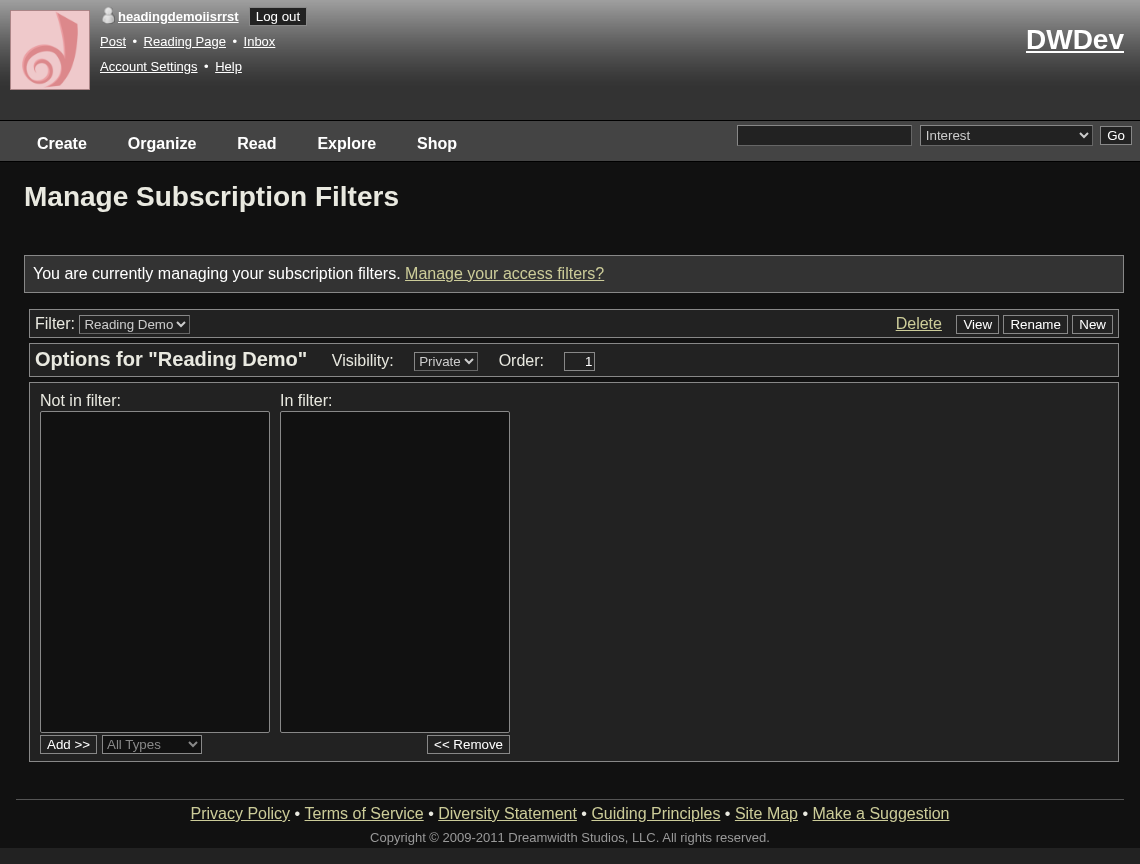 headingdemoiisrrst Log out
Post • Reading Page • Inbox
Account Settings • Help
DWDev
Create Organize Read Explore Shop
Interest Go
Manage Subscription Filters
You are currently managing your subscription filters. Manage your access filters?
Filter: Reading Demo Delete View Rename New
Options for "Reading Demo" Visibility: Private Order: 1
Not in filter: In filter:
Add >> All Types << Remove
Privacy Policy • Terms of Service • Diversity Statement • Guiding Principles • Site Map • Make a Suggestion
Copyright © 2009-2011 Dreamwidth Studios, LLC. All rights reserved.